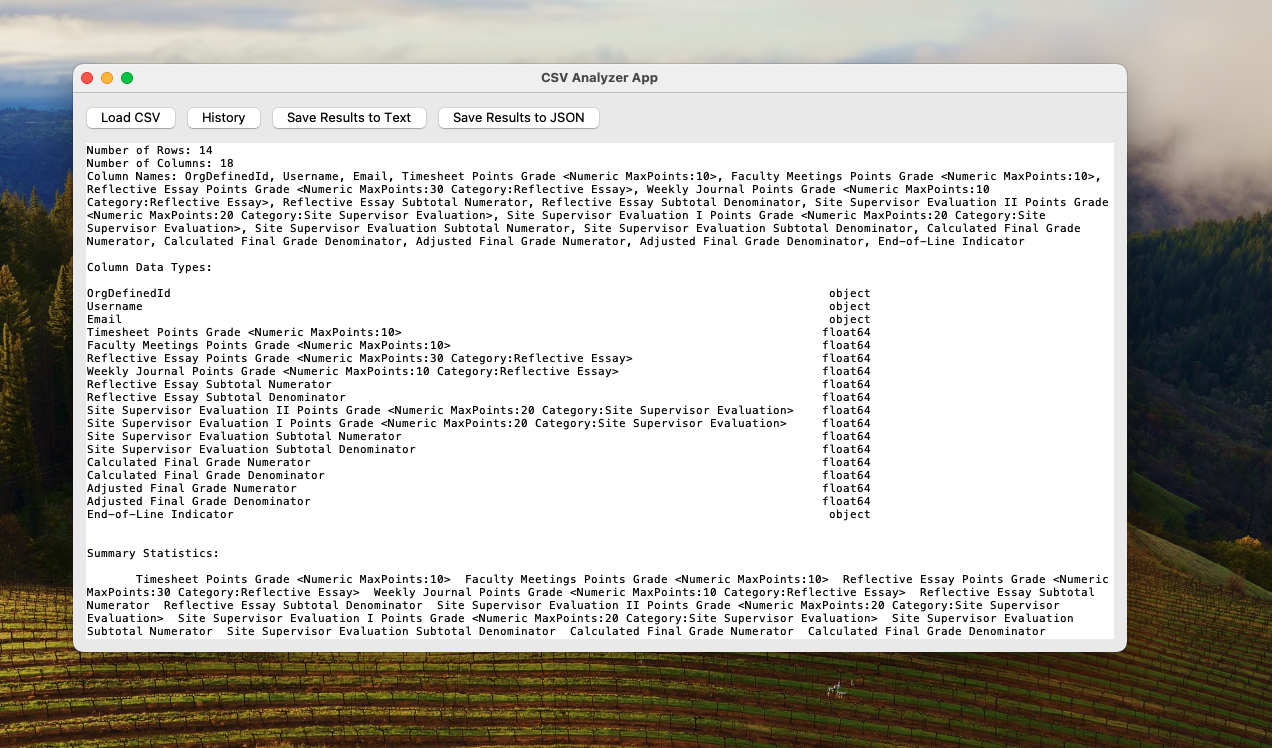 CSV Analyzer App
Load CSV History Save Results to Text Save Results to JSON
Number of Rows: 14
Number of Columns: 18
Column Names: OrgDefinedId, Username, Email, Timesheet Points Grade <Numeric MaxPoints:10>, Faculty Meetings Points Grade <Numeric MaxPoints:10>,
Reflective Essay Points Grade <Numeric MaxPoints:30 Category:Reflective Essay>, Weekly Journal Points Grade <Numeric MaxPoints:10
Category:Reflective Essay>, Reflective Essay Subtotal Numerator, Reflective Essay Subtotal Denominator, Site Supervisor Evaluation II Points Grade
<Numeric MaxPoints:20 Category:Site Supervisor Evaluation>, Site Supervisor Evaluation I Points Grade <Numeric MaxPoints:20 Category:Site
Supervisor Evaluation>, Site Supervisor Evaluation Subtotal Numerator, Site Supervisor Evaluation Subtotal Denominator, Calculated Final Grade
Numerator, Calculated Final Grade Denominator, Adjusted Final Grade Numerator, Adjusted Final Grade Denominator, End-of-Line Indicator
Column Data Types:
OrgDefinedId object
Username object
Email object
Timesheet Points Grade <Numeric MaxPoints:10> float64
Faculty Meetings Points Grade <Numeric MaxPoints:10> float64
Reflective Essay Points Grade <Numeric MaxPoints:30 Category:Reflective Essay> float64
Weekly Journal Points Grade <Numeric MaxPoints:10 Category:Reflective Essay> float64
Reflective Essay Subtotal Numerator float64
Reflective Essay Subtotal Denominator float64
Site Supervisor Evaluation II Points Grade <Numeric MaxPoints:20 Category:Site Supervisor Evaluation> float64
Site Supervisor Evaluation I Points Grade <Numeric MaxPoints:20 Category:Site Supervisor Evaluation> float64
Site Supervisor Evaluation Subtotal Numerator float64
Site Supervisor Evaluation Subtotal Denominator float64
Calculated Final Grade Numerator float64
Calculated Final Grade Denominator float64
Adjusted Final Grade Numerator float64
Adjusted Final Grade Denominator float64
End-of-Line Indicator object
Summary Statistics:
Timesheet Points Grade <Numeric MaxPoints:10> Faculty Meetings Points Grade <Numeric MaxPoints:10> Reflective Essay Points Grade <Numeric
MaxPoints:30 Category:Reflective Essay> Weekly Journal Points Grade <Numeric MaxPoints:10 Category:Reflective Essay> Reflective Essay Subtotal
Numerator Reflective Essay Subtotal Denominator Site Supervisor Evaluation II Points Grade <Numeric MaxPoints:20 Category:Site Supervisor
Evaluation> Site Supervisor Evaluation I Points Grade <Numeric MaxPoints:20 Category:Site Supervisor Evaluation> Site Supervisor Evaluation
Subtotal Numerator Site Supervisor Evaluation Subtotal Denominator Calculated Final Grade Numerator Calculated Final Grade Denominator